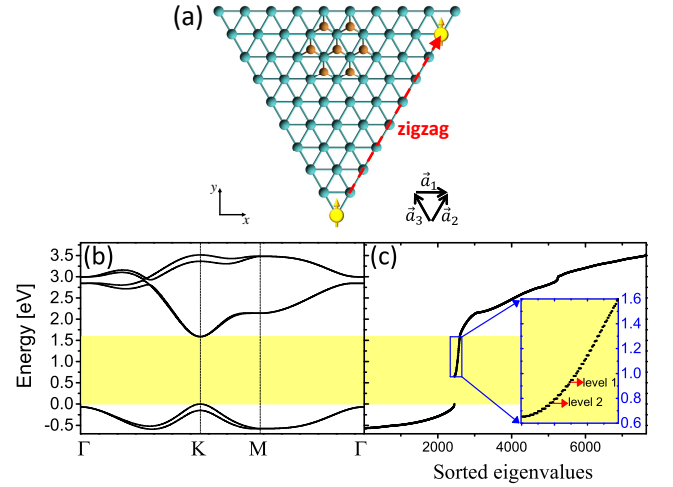 (a)
zigzag
y
x
a⃗₁
a⃗₃ a⃗₂
(b)
(c)
Energy [eV]
3.5
3.0
2.5
2.0
1.5
1.0
0.5
0.0
-0.5
Γ K M Γ
1.6
1.4
1.2
1.0
0.8
0.6
level 1
level 2
2000 4000 6000
Sorted eigenvalues